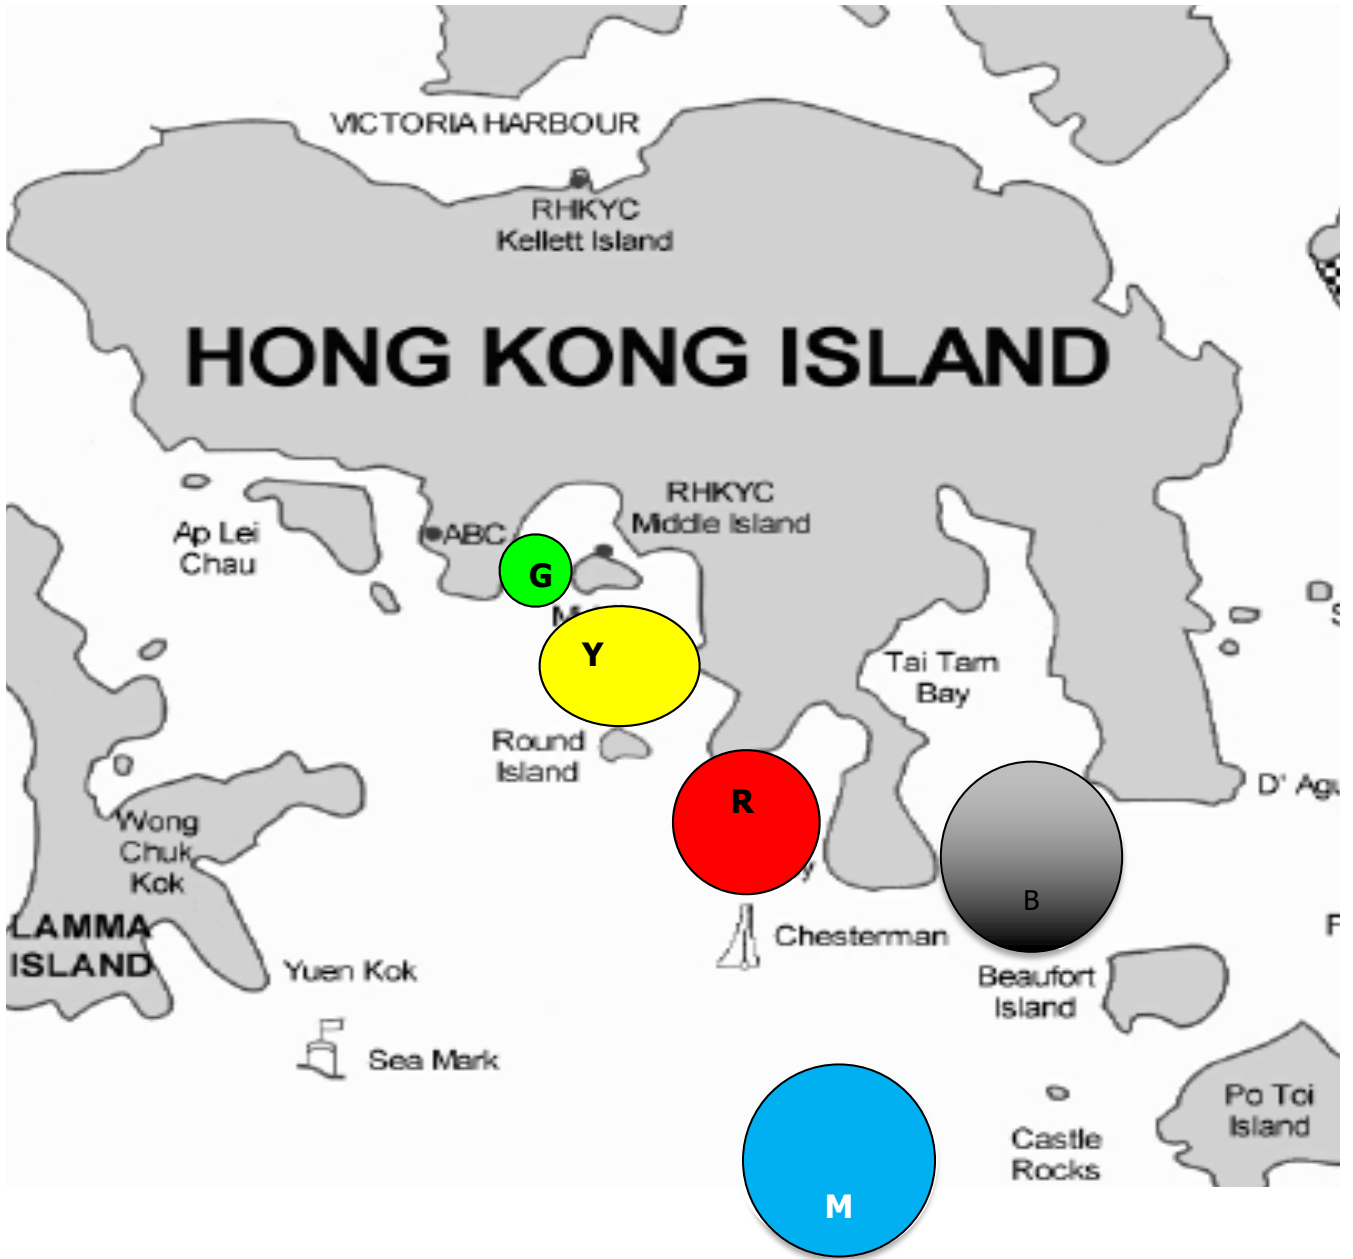 VICTORIA HARBOUR
RHKYC
Kellett Island
HONG KONG ISLAND
RHKYC
Middle Island
Ap Lei
Chau
ABC
G
Y
Tai Tam
Bay
Round
Island
R
D' Agu
Wong
Chuk
Kok
y
B
LAMMA
ISLAND
Chesterman
Yuen Kok
Beaufort
Island
Sea Mark
Po Toi
Island
Castle
Rocks
M